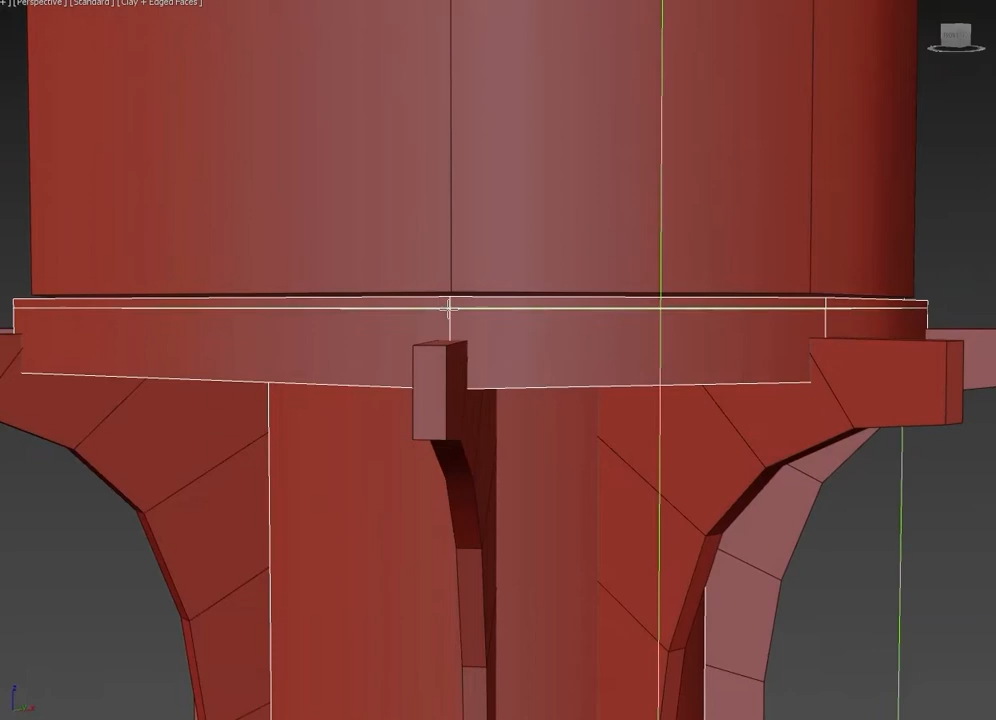 + ] [Perspective ] [Standard ] [Clay + Edged Faces ]